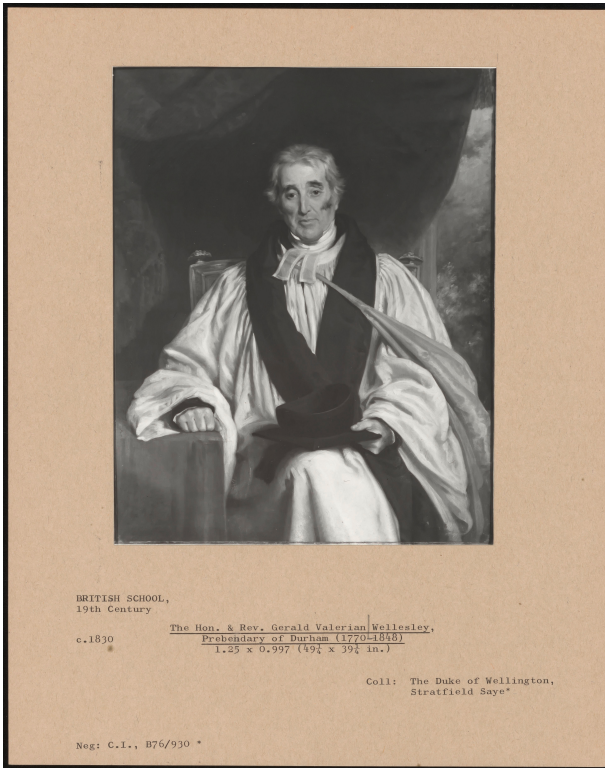 BRITISH SCHOOL,
19th Century
The Hon. & Rev. Gerald Valerian Wellesley,
c.1830
Prebendary of Durham (1770-1848)
1.25 x 0.997 (49¼ x 39¼ in.)
Coll: The Duke of Wellington,
Stratfield Saye*
Neg: C.I., B76/930 *